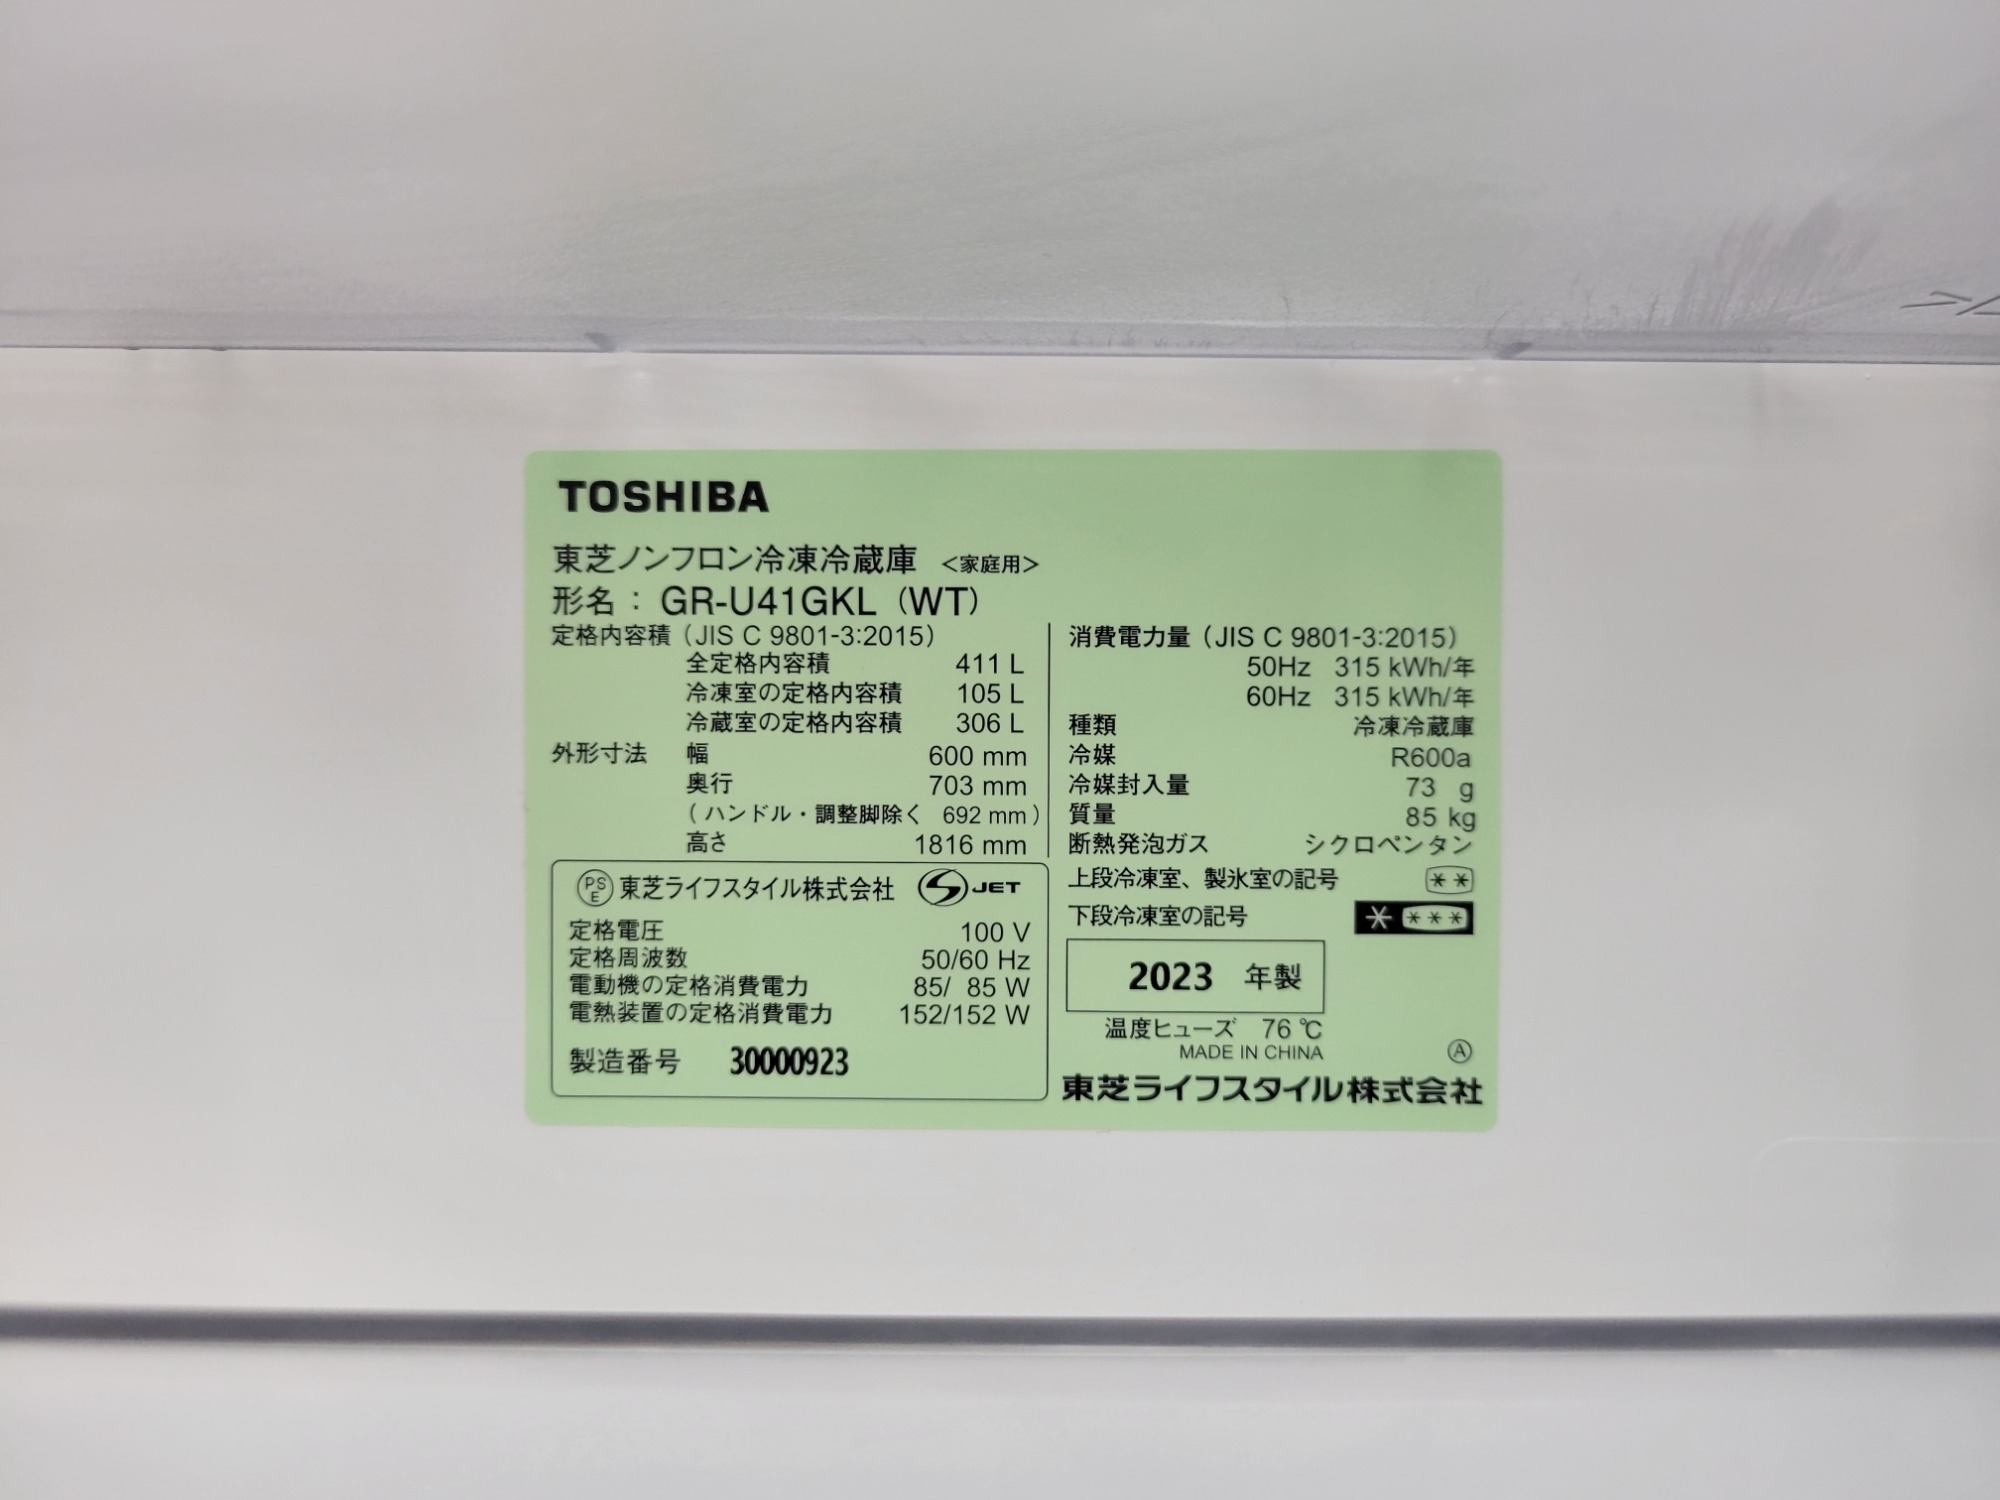 TOSHIBA
東芝ノンフロン冷凍冷蔵庫 <家庭用>
形名： GR-U41GKL (WT)
定格内容積 (JIS C 9801-3:2015)
全定格内容積 411 L
冷凍室の定格内容積 105 L
冷蔵室の定格内容積 306 L
外形寸法 幅 600 mm
奥行 703 mm
(ハンドル・調整脚除く 692 mm)
高さ 1816 mm
PSE 東芝ライフスタイル株式会社 S JET
定格電圧 100 V
定格周波数 50/60 Hz
電動機の定格消費電力 85/ 85 W
電熱装置の定格消費電力 152/152 W
製造番号 30000923
消費電力量 (JIS C 9801-3:2015)
50Hz 315 kWh/年
60Hz 315 kWh/年
種類 冷凍冷蔵庫
冷媒 R600a
冷媒封入量 73 g
質量 85 kg
断熱発泡ガス シクロペンタン
上段冷凍室、製氷室の記号 **
下段冷凍室の記号 * ***
2023 年製
温度ヒューズ 76 ℃
MADE IN CHINA Ⓐ
東芝ライフスタイル株式会社